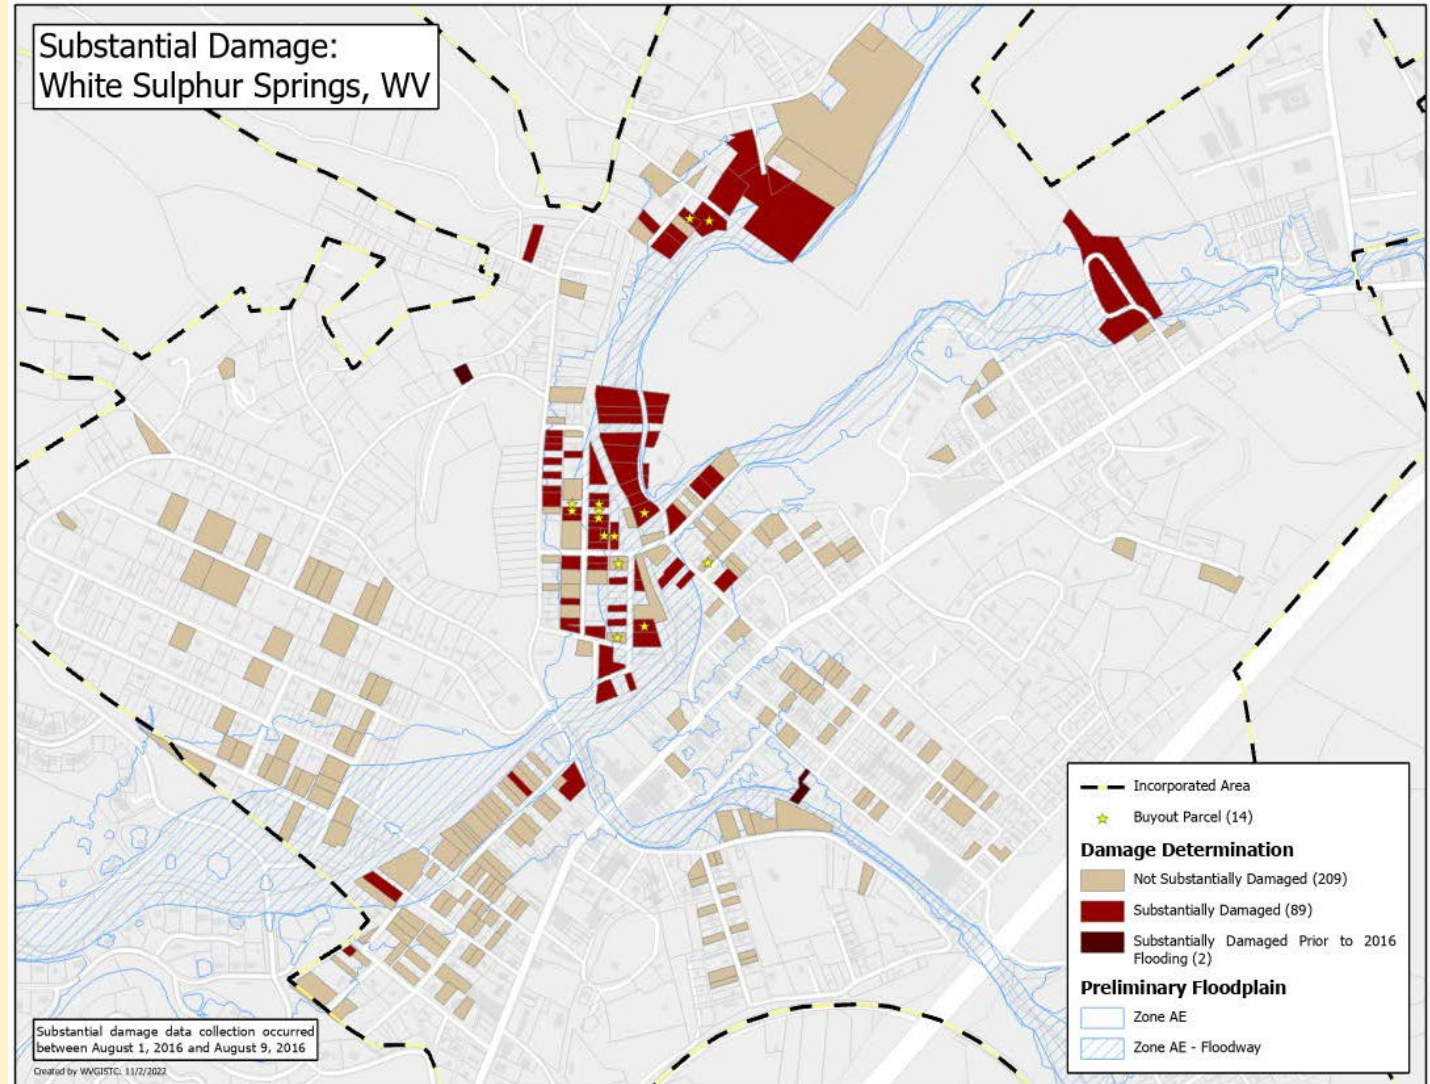 Substantial Damage:
White Sulphur Springs, WV
Incorporated Area
Buyout Parcel (14)
Damage Determination
Not Substantially Damaged (209)
Substantially Damaged (89)
Substantially Damaged Prior to 2016
Flooding (2)
Preliminary Floodplain
Zone AE
Zone AE - Floodway
Substantial damage data collection occurred
between August 1, 2016 and August 9, 2016
Created by WVGISTC: 11/2/2022